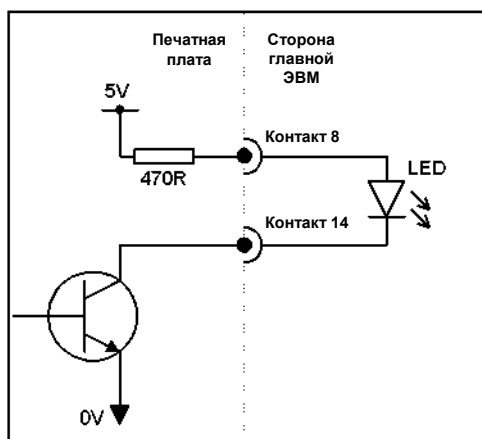 Печатная
плата
Сторона
главной
ЭВМ
5V
Контакт 8
470R
LED
Контакт 14
0V